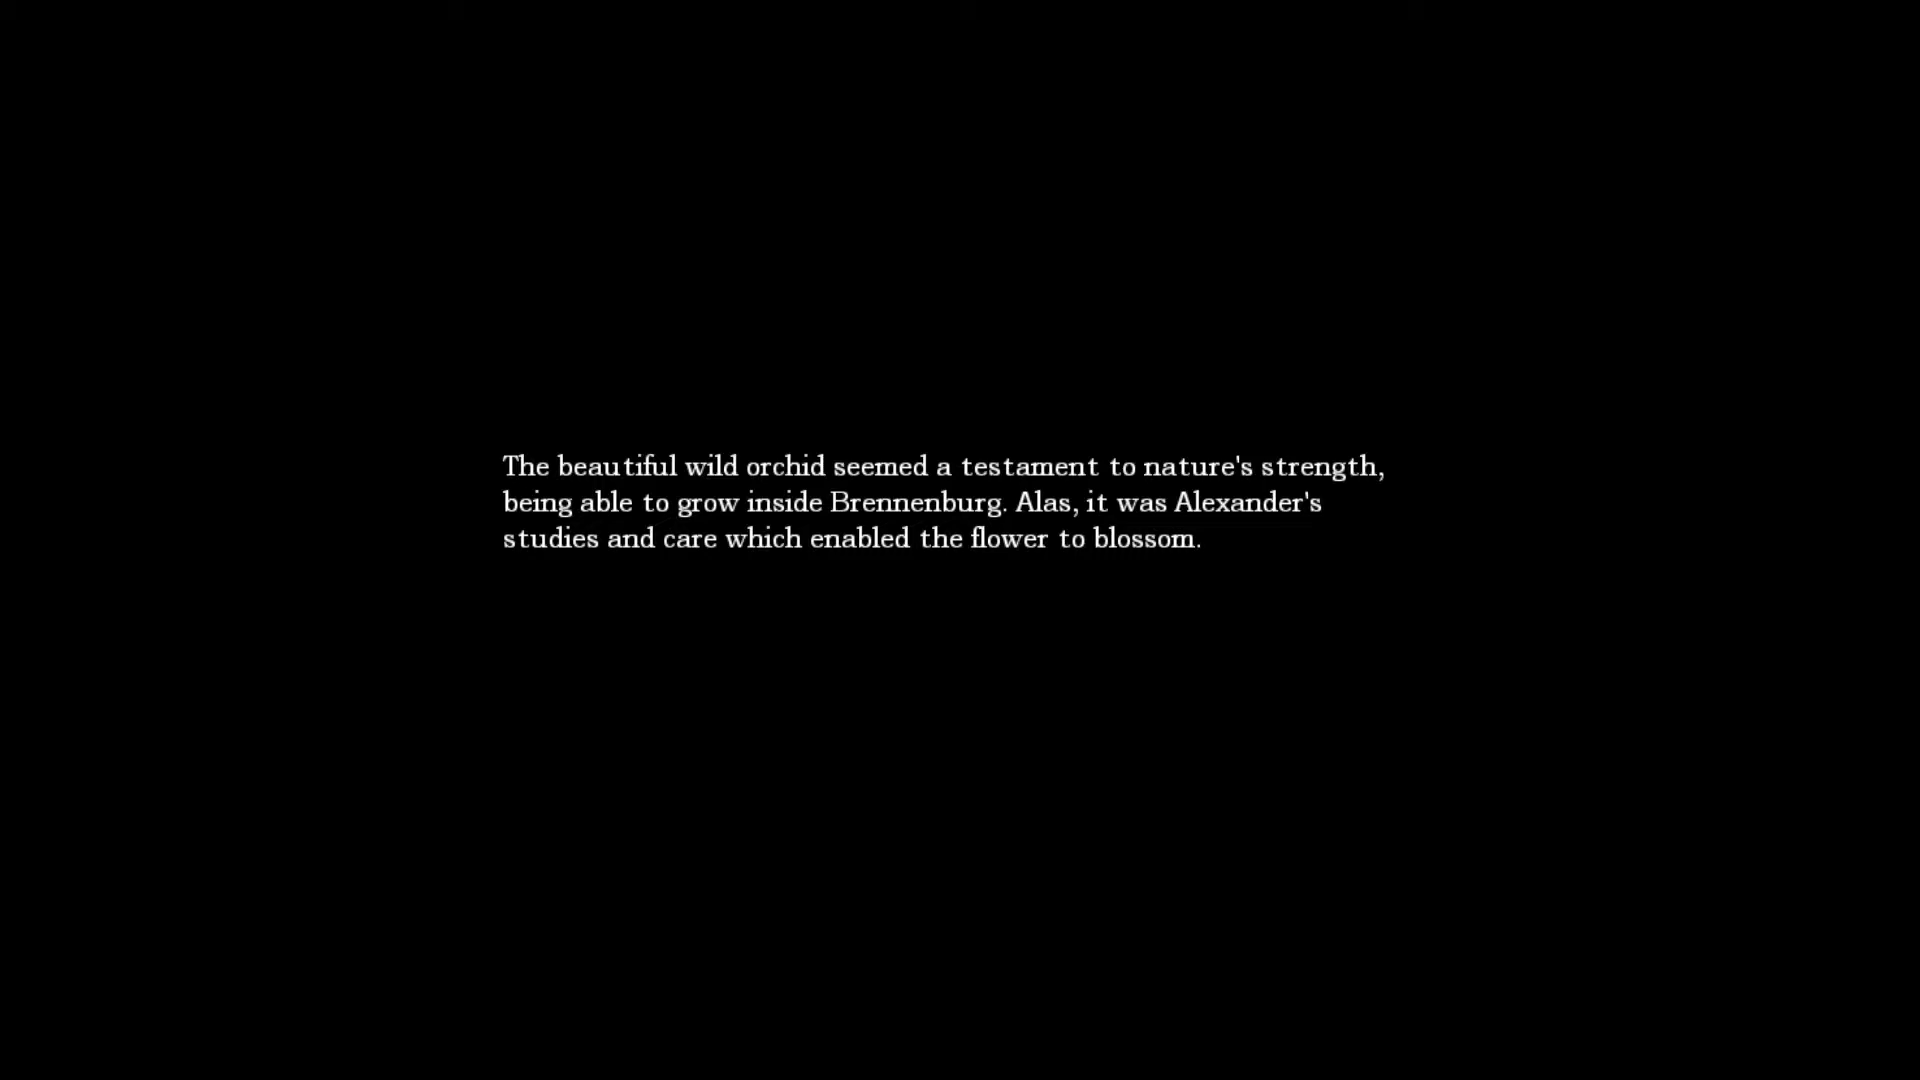 The beautiful wild orchid seemed a testament to nature's strength,
being able to grow inside Brennenburg. Alas, it was Alexander's
studies and care which enabled the flower to blossom.